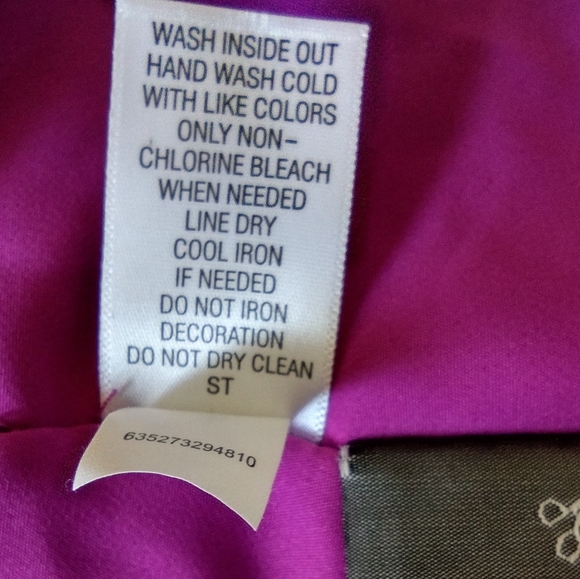 WASH INSIDE OUT
HAND WASH COLD
WITH LIKE COLORS
ONLY NON-
CHLORINE BLEACH
WHEN NEEDED
LINE DRY
COOL IRON
IF NEEDED
DO NOT IRON
DECORATION
DO NOT DRY CLEAN
ST
635273294810